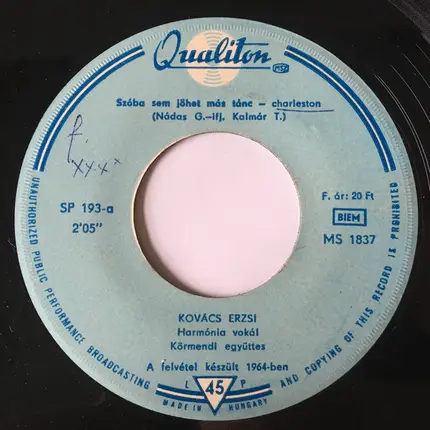 Qualiton
MSQ
Szóba sem jöhet más tánc – charleston
(Nádas G.–ifj. Kalmár T.)
SP 193-a
2'05"
F. ár: 20 Ft
BIEM
MS 1837
KOVÁCS ERZSI
Harmónia vokál
Körmendi együttes
A felvétel készült 1964-ben
L 45 P
MADE IN HUNGARY
UNAUTHORIZED PUBLIC PERFORMANCE BROADCASTING AND COPYING OF THIS RECORD IS PROHIBITED